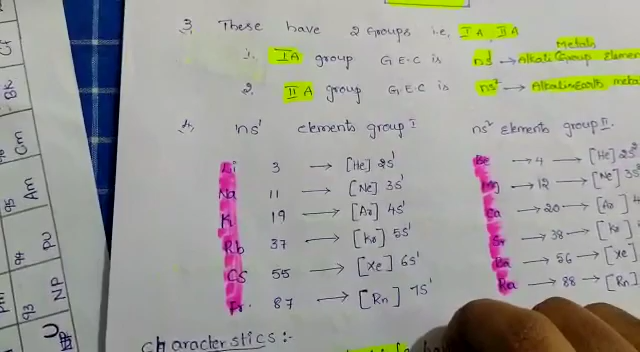 3. These have 2 groups i.e, IA, IIA
Metals
1. IA group G.E.C is ns¹ → Alkali Group Elemen
2. IIA group G.E.C is ns² → Alkaline Earth meta
4. ns¹ elements group I
Li 3 → [He] 2s¹
Na 11 → [Ne] 3s¹
K 19 → [Ar] 4s¹
Rb 37 → [Kr] 5s¹
CS 55 → [Xe] 6s¹
Fr 87 → [Rn] 7s¹
ns² elements group II.
Be → 4 → [He] 2s²
Mg → 12 → [Ne] 3s
Ca → 20 → [Ar] 4
Sr → 38 → [Kr]
Ba → 56 → [Xe]
Ra → 88 → [Rn]
Characterstics:-
Cf
BK
Cm
Am
95
Pu
94
NP
93
U